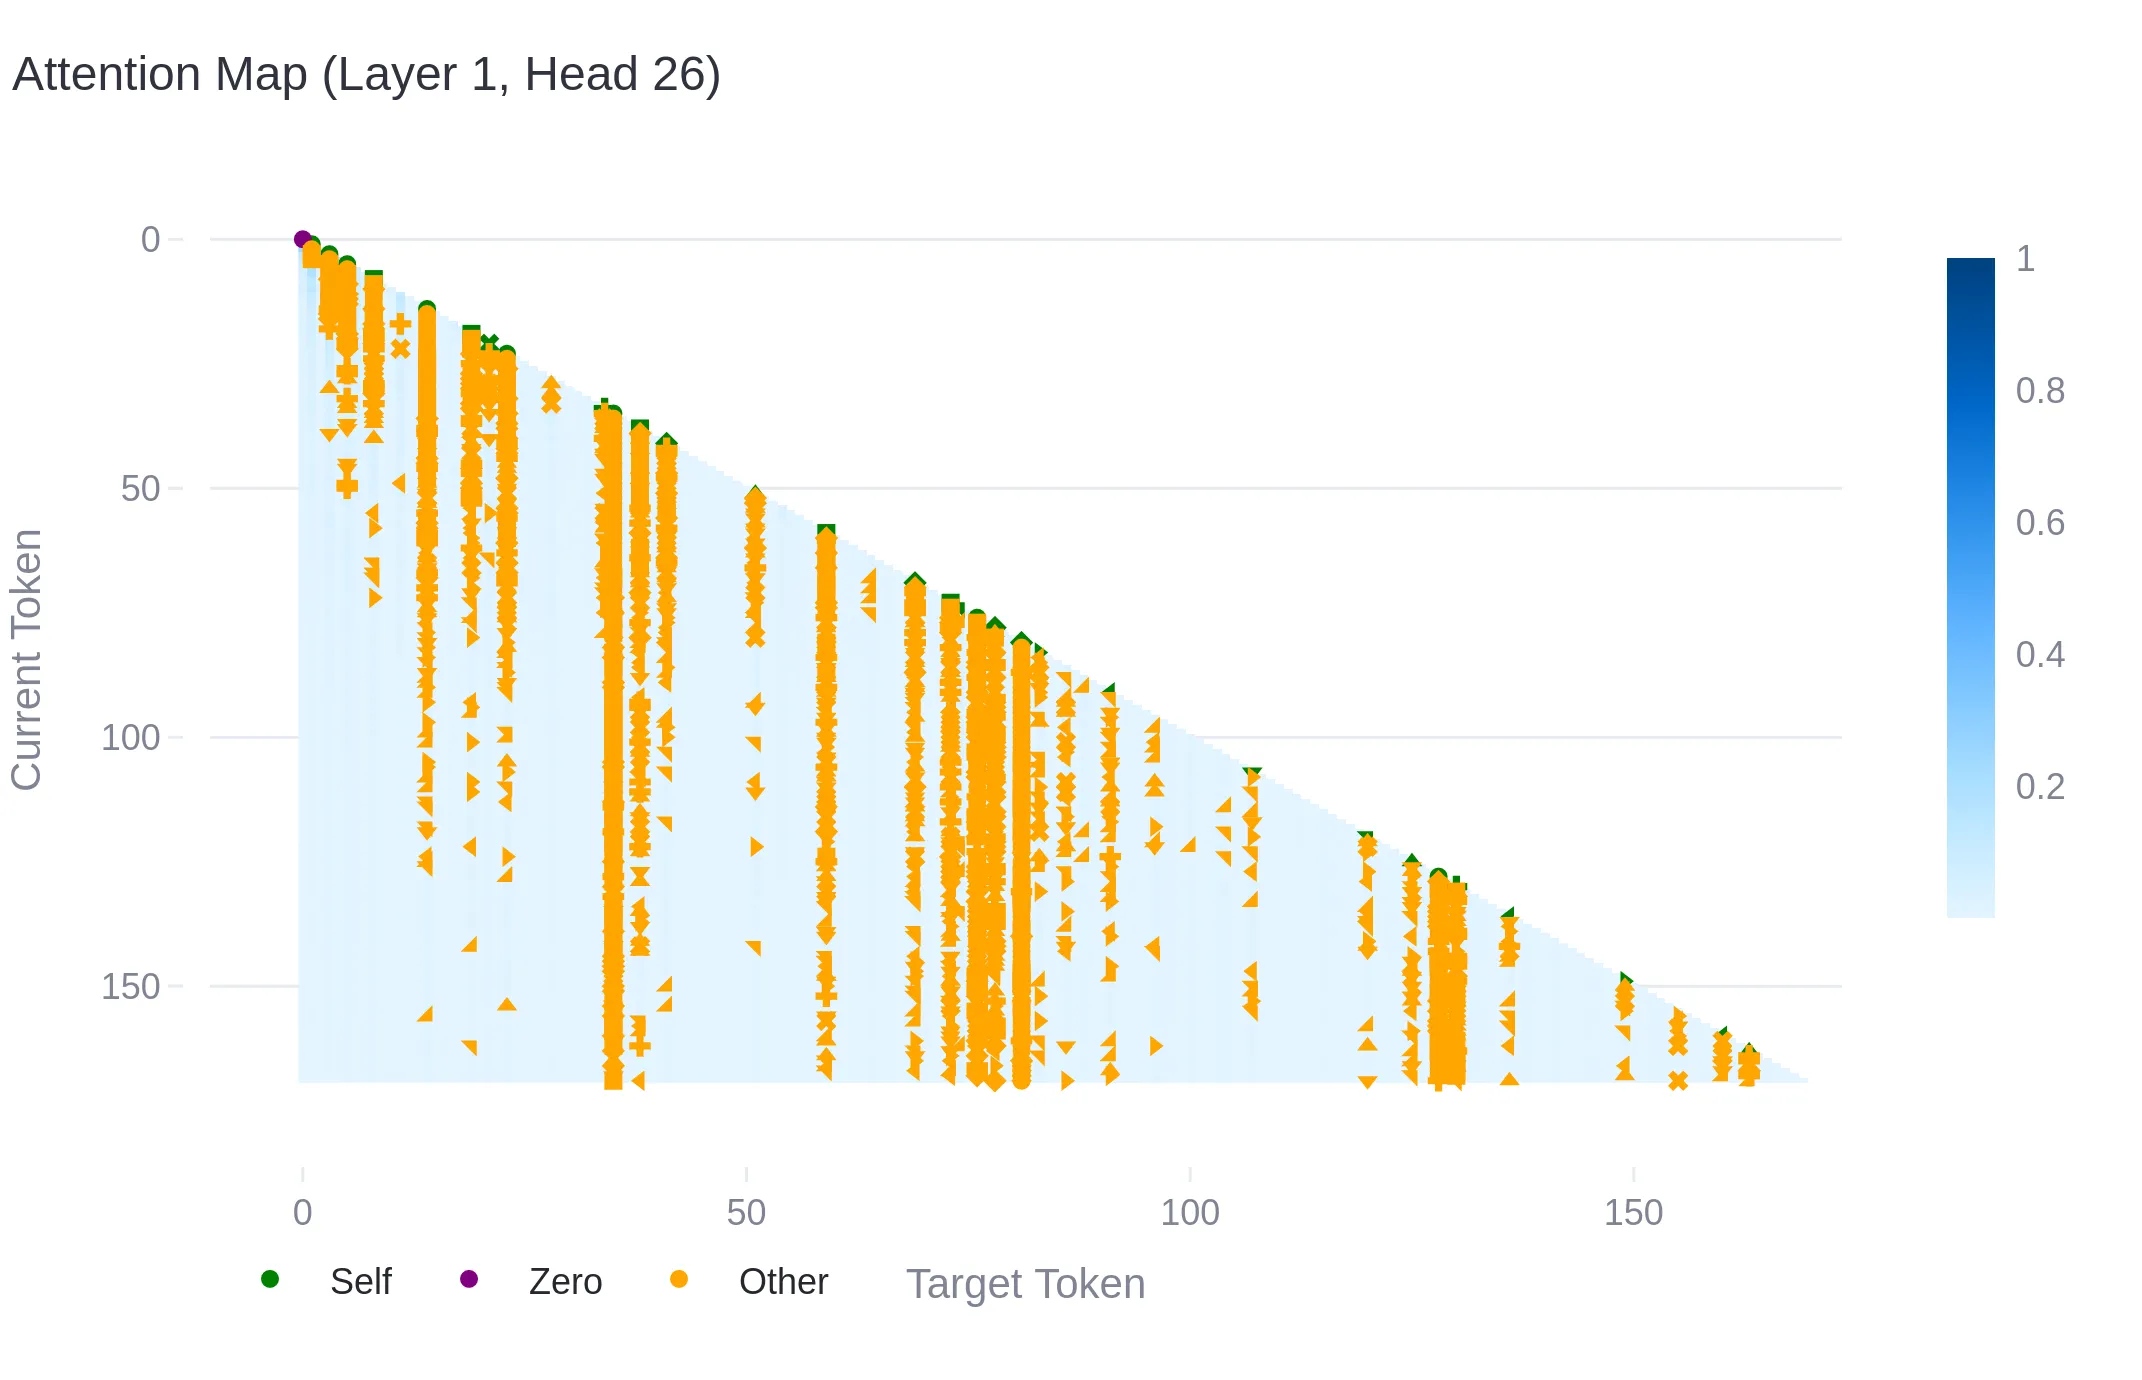 Attention Map (Layer 1, Head 26)
0
50
100
150
Current Token
1
0.8
0.6
0.4
0.2
0 50 100 150
Self Zero Other Target Token